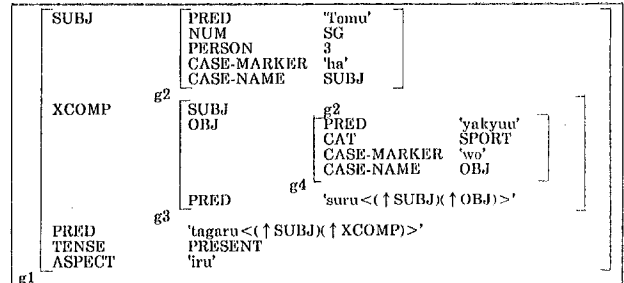 SUBJ PRED 'Tomu'
NUM SG
PERSON 3
CASE-MARKER 'ha'
CASE-NAME SUBJ
g2
XCOMP SUBJ g2
OBJ PRED 'yakyuu'
CAT SPORT
CASE-MARKER 'wo'
CASE-NAME OBJ
g4
PRED 'suru<(↑SUBJ)(↑OBJ)>'
g3
PRED 'tagaru<(↑SUBJ)(↑XCOMP)>'
TENSE PRESENT
ASPECT 'iru'
g1